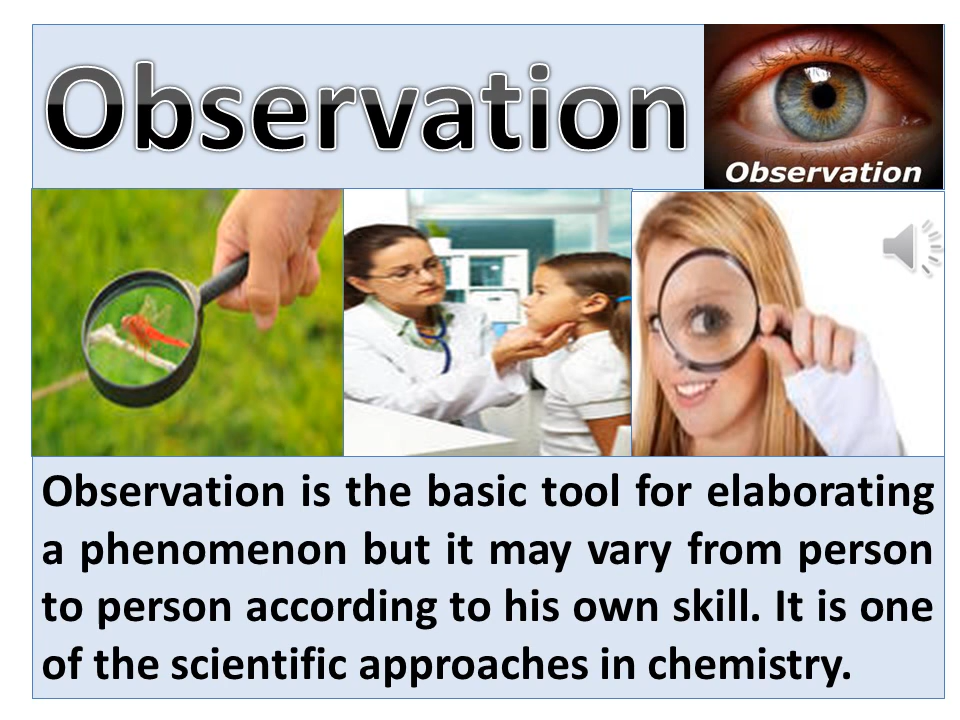 Observation
Observation
Observation is the basic tool for elaborating
a phenomenon but it may vary from person
to person according to his own skill. It is one
of the scientific approaches in chemistry.